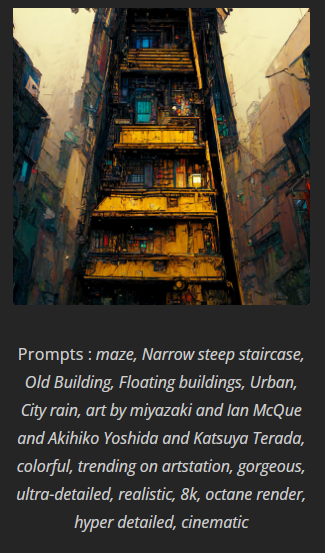 Prompts : maze, Narrow steep staircase,
Old Building, Floating buildings, Urban,
City rain, art by miyazaki and Ian McQue
and Akihiko Yoshida and Katsuya Terada,
colorful, trending on artstation, gorgeous,
ultra-detailed, realistic, 8k, octane render,
hyper detailed, cinematic